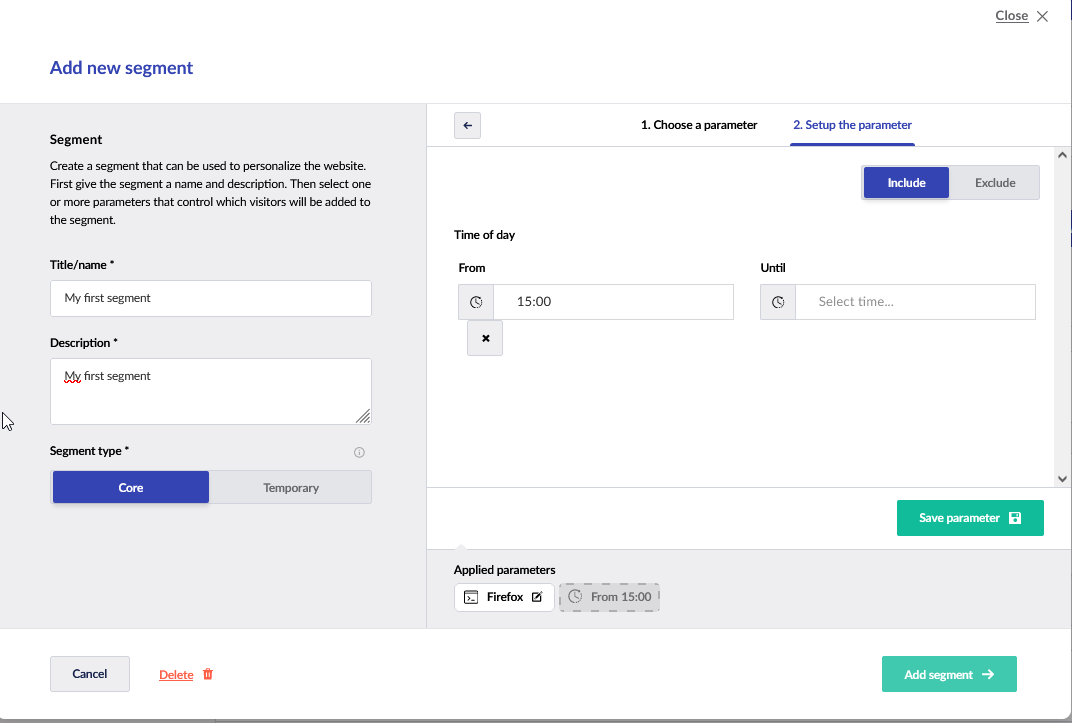 Close
Add new segment
Segment
Create a segment that can be used to personalize the website.
First give the segment a name and description. Then select one
or more parameters that control which visitors will be added to
the segment.
Title/name *
My first segment
Description *
My first segment
Segment type *
Core
Temporary
1. Choose a parameter
2. Setup the parameter
Include
Exclude
Time of day
From
15:00
Until
Select time...
Save parameter
Applied parameters
Firefox
From 15:00
Cancel
Delete
Add segment